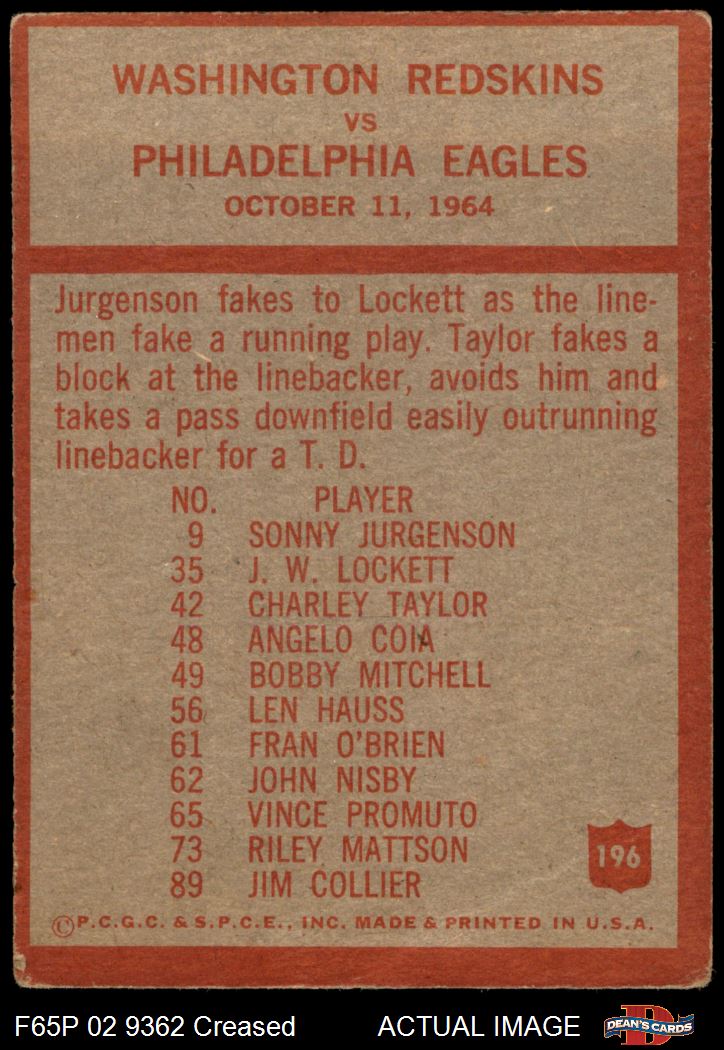 WASHINGTON REDSKINS
VS
PHILADELPHIA EAGLES
OCTOBER 11, 1964
Jurgenson fakes to Lockett as the line-
men fake a running play. Taylor fakes a
block at the linebacker, avoids him and
takes a pass downfield easily outrunning
linebacker for a T. D.
NO. PLAYER
9 SONNY JURGENSON
35 J. W. LOCKETT
42 CHARLEY TAYLOR
48 ANGELO COIA
49 BOBBY MITCHELL
56 LEN HAUSS
61 FRAN O'BRIEN
62 JOHN NISBY
65 VINCE PROMUTO
73 RILEY MATTSON
89 JIM COLLIER
196
©P.C.G.C. & S.P.C.E., INC. MADE & PRINTED IN U.S.A.
F65P 02 9362 Creased ACTUAL IMAGE D DEAN'S CARDS